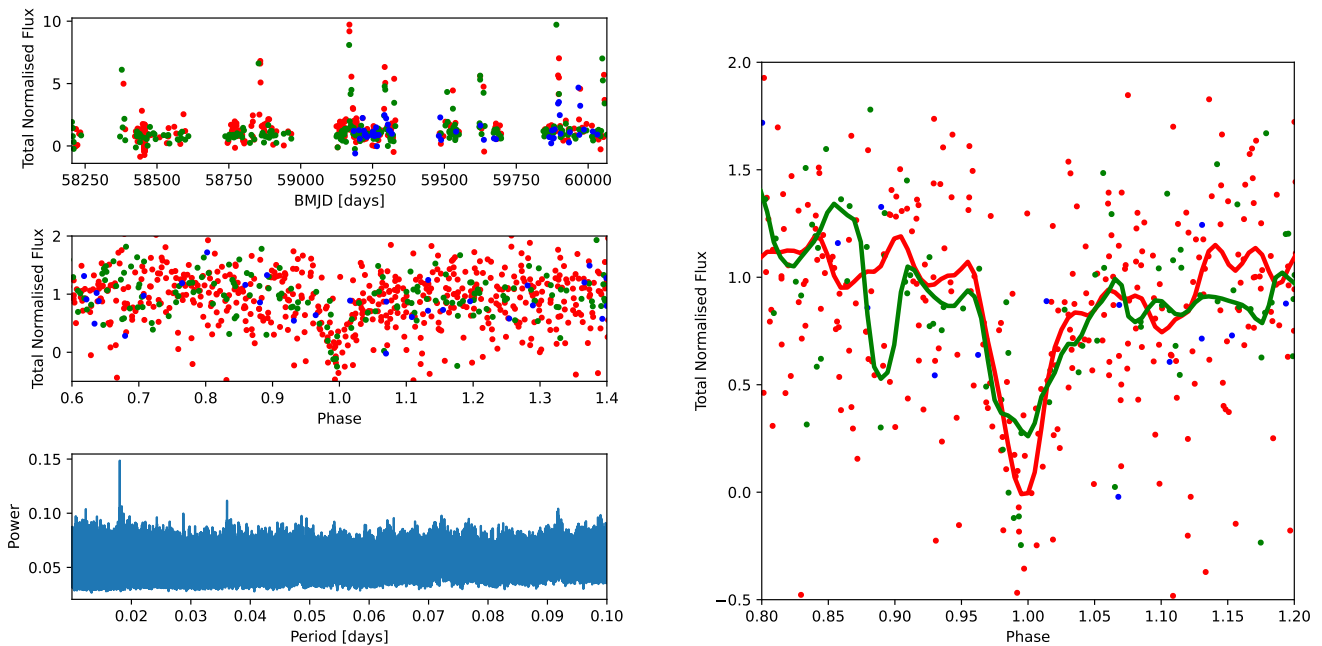 10
5
0
Total Normalised Flux
58250 58500 58750 59000 59250 59500 59750 60000
BMJD [days]
2
1
0
Total Normalised Flux
0.6 0.7 0.8 0.9 1.0 1.1 1.2 1.3 1.4
Phase
0.15
0.10
0.05
Power
0.02 0.03 0.04 0.05 0.06 0.07 0.08 0.09 0.10
Period [days]
2.0
1.5
1.0
0.5
0.0
−0.5
Total Normalised Flux
0.80 0.85 0.90 0.95 1.00 1.05 1.10 1.15 1.20
Phase